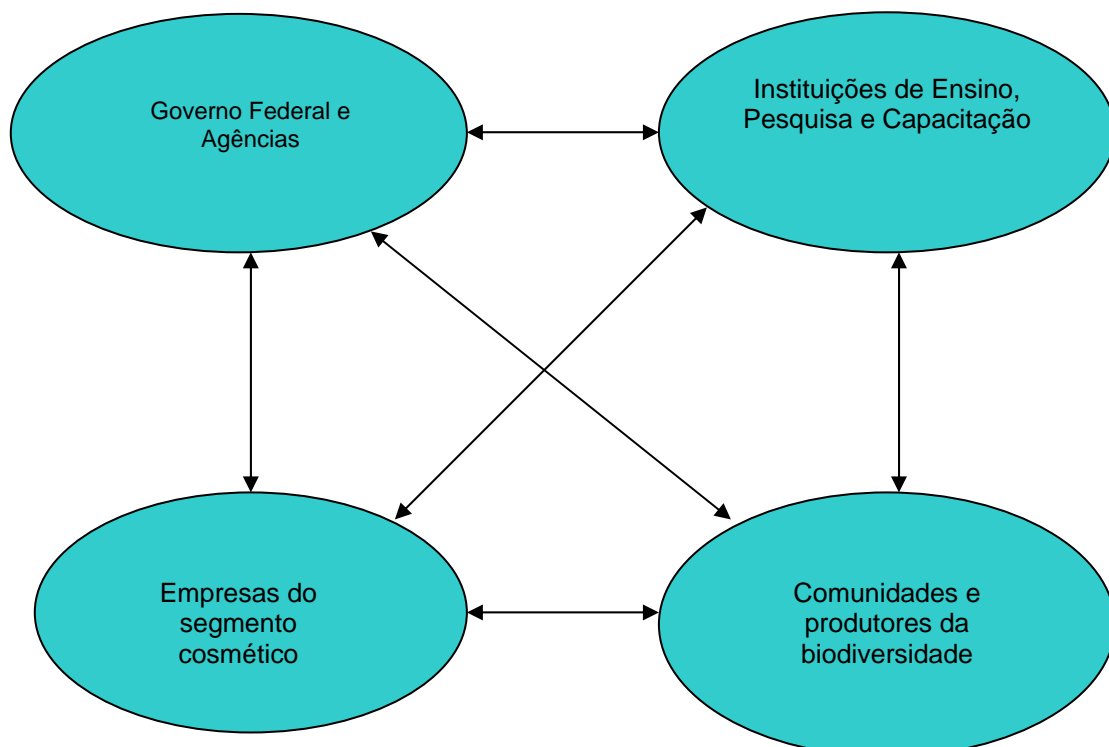 Governo Federal e
Agências
Instituições de Ensino,
Pesquisa e Capacitação
Empresas do
segmento
cosmético
Comunidades e
produtores da
biodiversidade